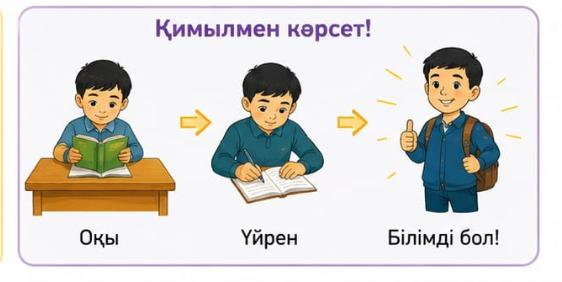 Қимылмен көрсет!
Оқы
Үйрен
Білімді бол!